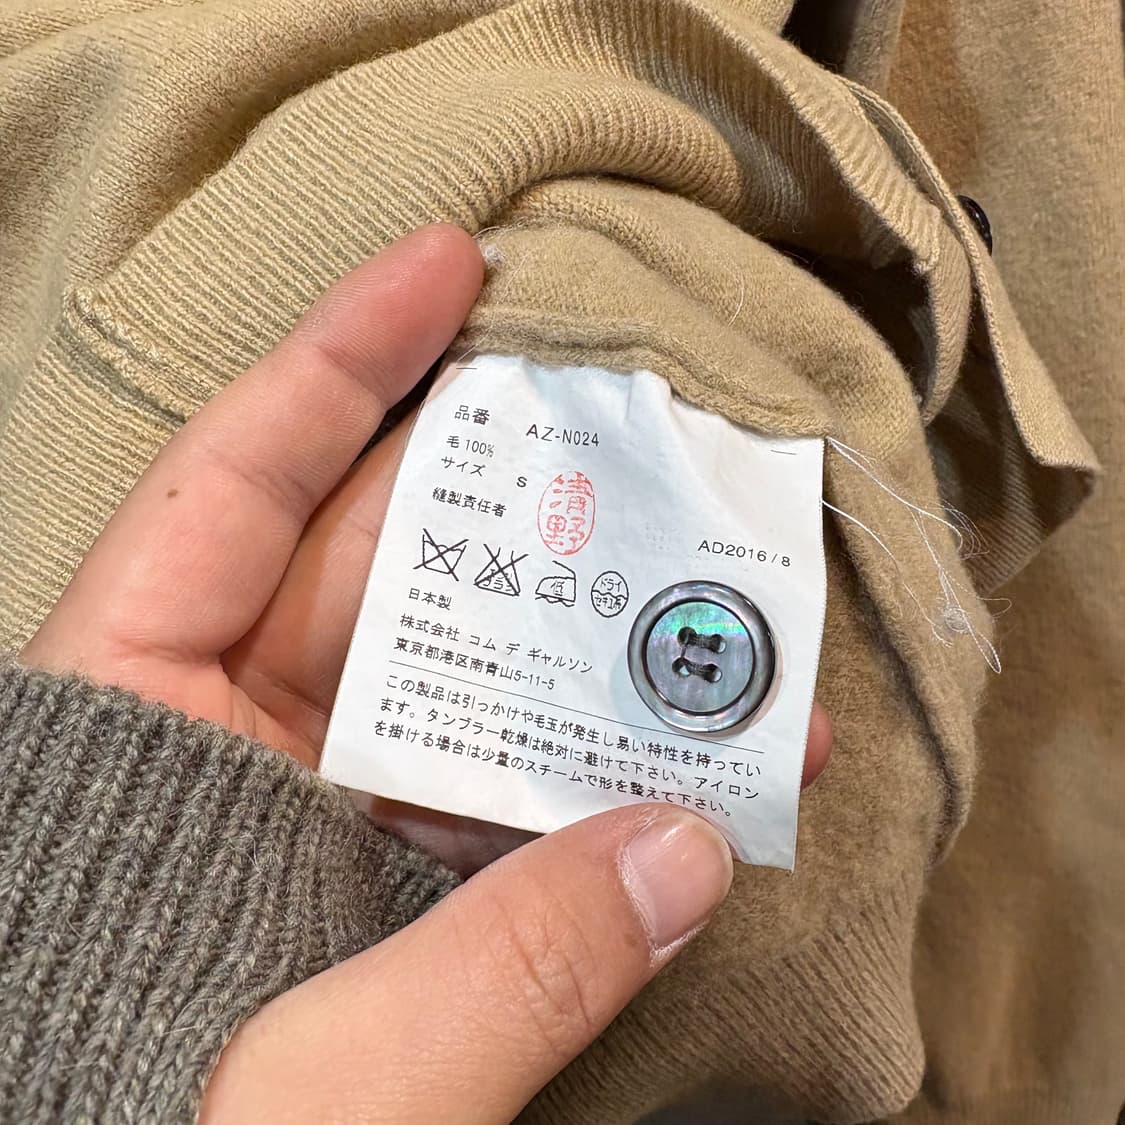 品番 AZ-N024
毛 100%
サイズ S
縫製責任者 清野
AD2016/8
低
ドライ
セキユ系
日本製
株式会社 コム デ ギャルソン
東京都港区南青山5-11-5
この製品は引っかけや毛玉が発生し易い特性を持ってい
ます。タンブラー乾燥は絶対に避けて下さい。アイロン
を掛ける場合は少量のスチームで形を整えて下さい。